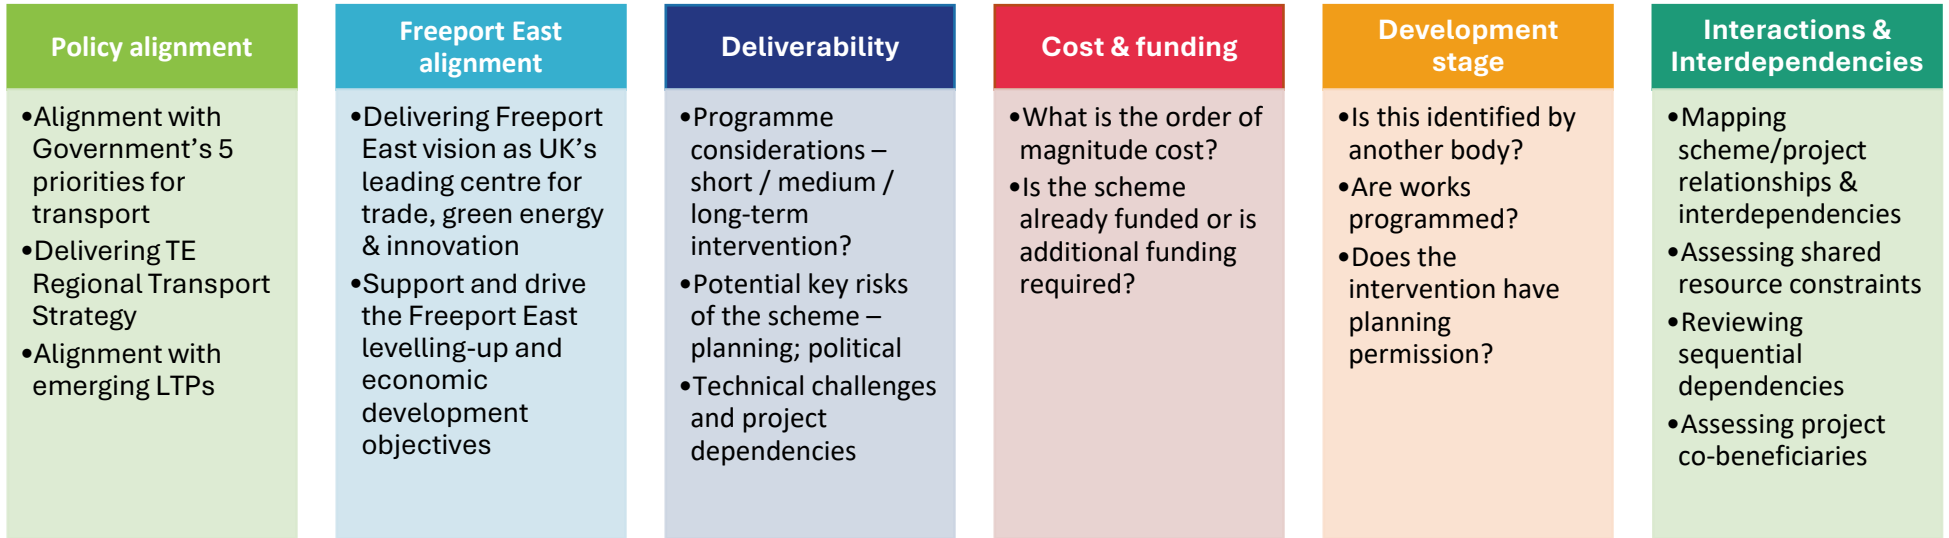 Policy alignment
•Alignment with
Government's 5
priorities for
transport
•Delivering TE
Regional Transport
Strategy
•Alignment with
emerging LTPs
Freeport East
alignment
•Delivering Freeport
East vision as UK's
leading centre for
trade, green energy
& innovation
•Support and drive
the Freeport East
levelling-up and
economic
development
objectives
Deliverability
•Programme
considerations –
short / medium /
long-term
intervention?
•Potential key risks
of the scheme –
planning; political
•Technical challenges
and project
dependencies
Cost & funding
•What is the order of
magnitude cost?
•Is the scheme
already funded or is
additional funding
required?
Development
stage
•Is this identified by
another body?
•Are works
programmed?
•Does the
intervention have
planning
permission?
Interactions &
Interdependencies
•Mapping
scheme/project
relationships &
interdependencies
•Assessing shared
resource constraints
•Reviewing
sequential
dependencies
•Assessing project
co-beneficiaries